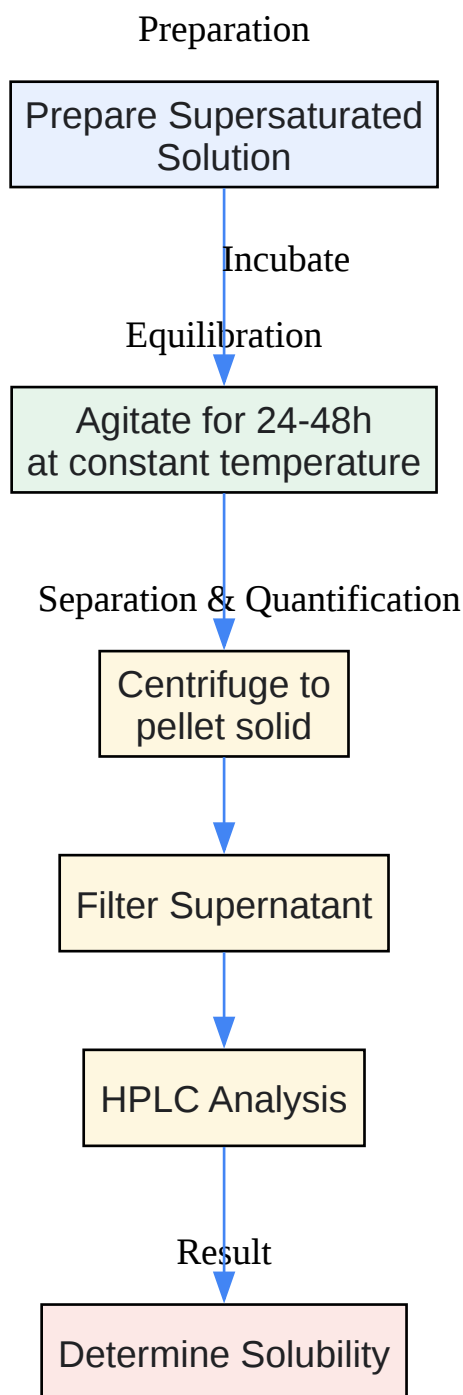 Preparation
Prepare Supersaturated
Solution
Incubate
Equilibration
Agitate for 24-48h
at constant temperature
Separation & Quantification
Centrifuge to
pellet solid
Filter Supernatant
HPLC Analysis
Result
Determine Solubility